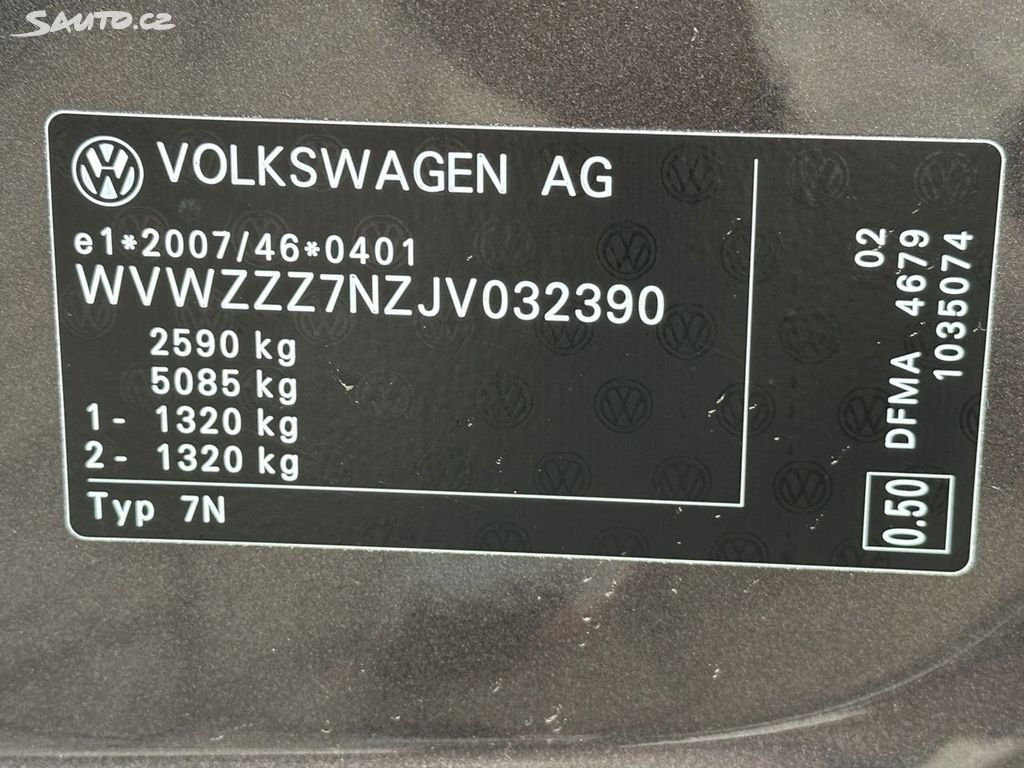 Sauto.cz
VOLKSWAGEN AG
e1*2007/46*0401
WVWZZZ7NZJV032390
2590 kg
5085 kg
1- 1320 kg
2- 1320 kg
Typ 7N
02
DFMA 4679
1035074
0.50